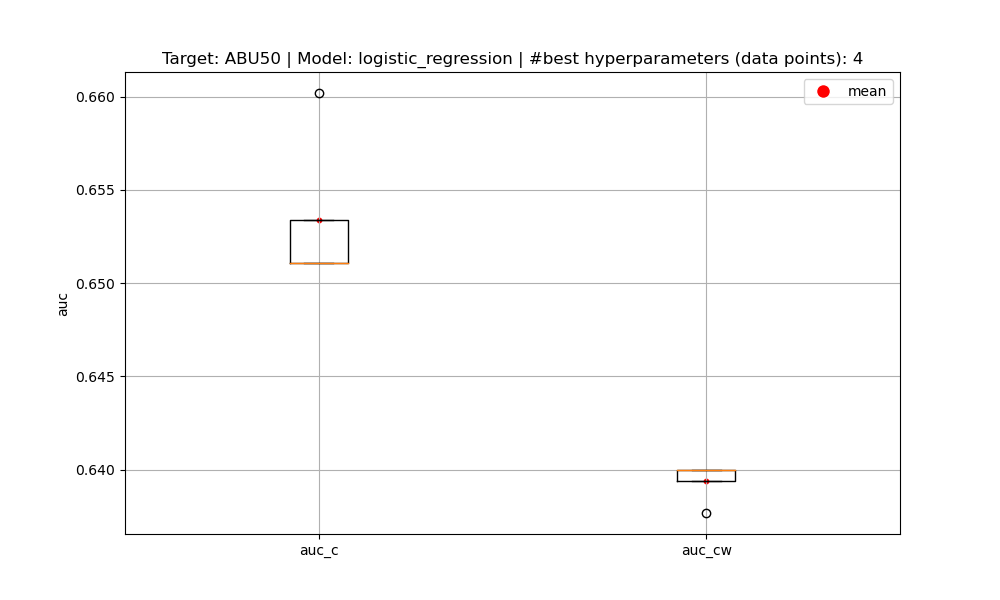 Target: ABU50 | Model: logistic_regression | #best hyperparameters (data points): 4
mean
0.660
0.655
0.650
0.645
0.640
auc
auc_c
auc_cw